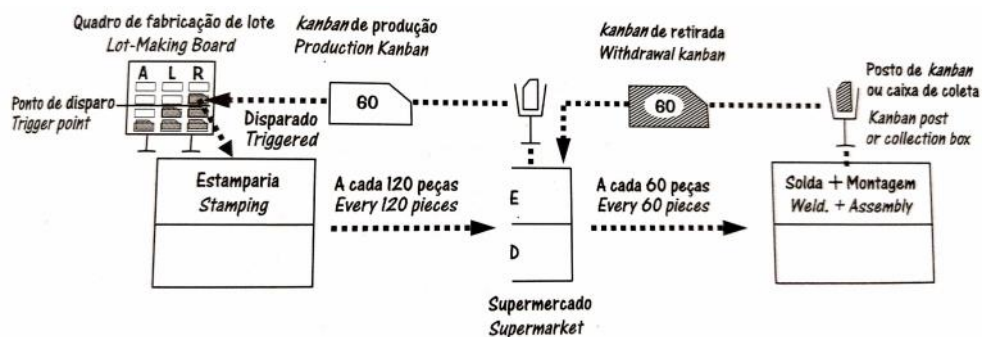 Quadro de fabricação de lote
Lot-Making Board
A L R
Ponto de disparo
Trigger point
Disparado
Triggered
kanban de produção
Production Kanban
60
kanban de retirada
Withdrawal kanban
60
Posto de kanban
ou caixa de coleta
Kanban post
or collection box
Estamparia
Stamping
A cada 120 peças
Every 120 pieces
E
D
Supermercado
Supermarket
A cada 60 peças
Every 60 pieces
Solda + Montagem
Weld. + Assembly